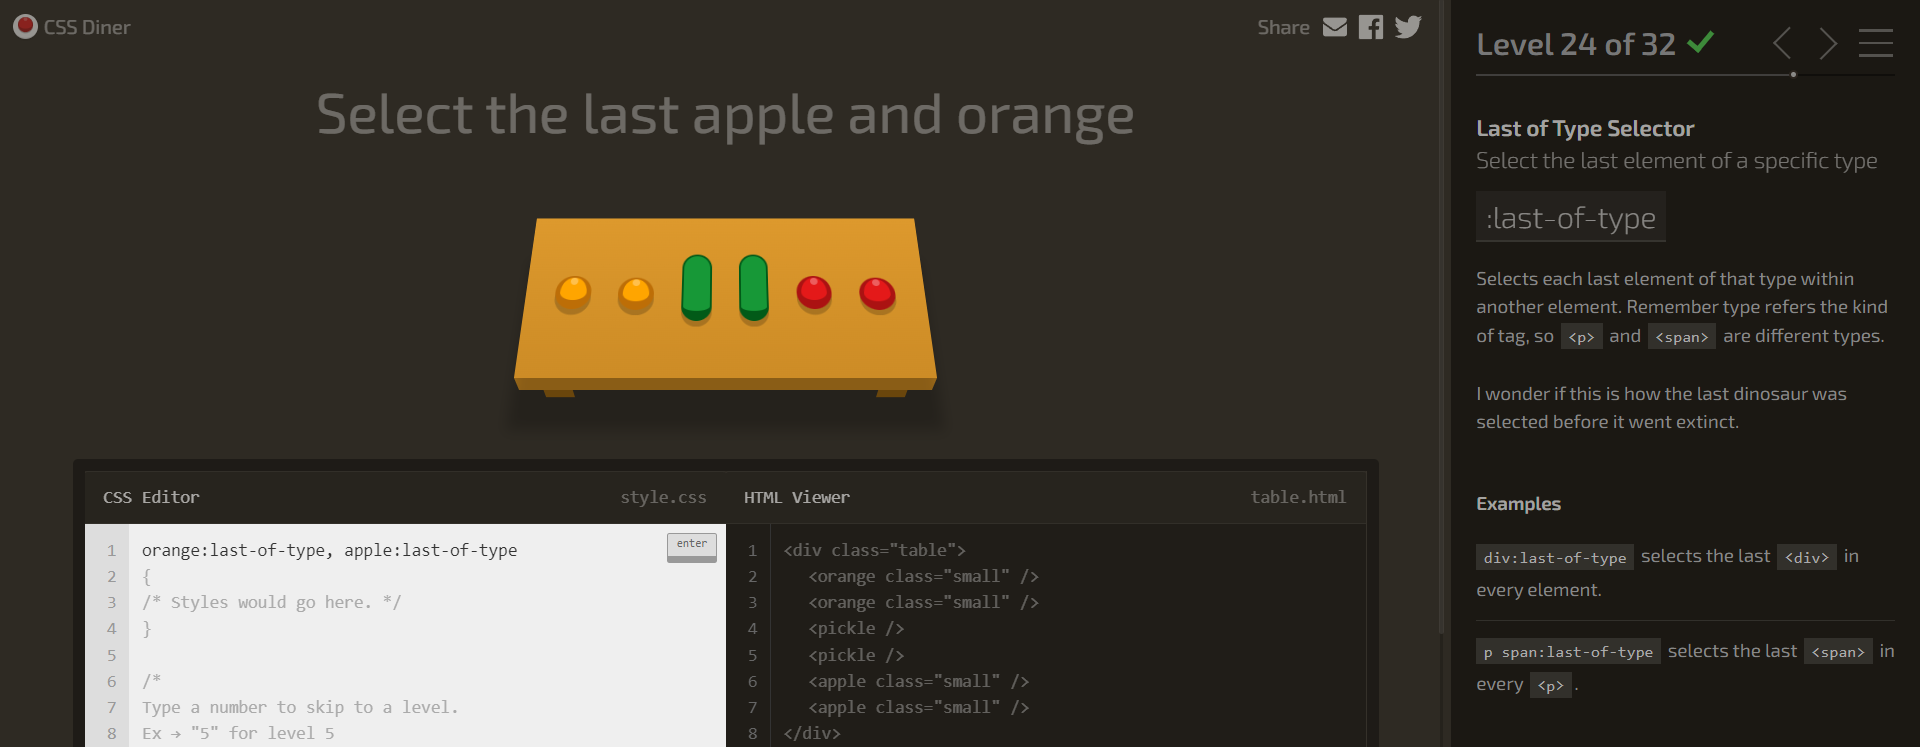 CSS Diner
Share
Select the last apple and orange
CSS Editor
style.css
1 orange:last-of-type, apple:last-of-type
enter
2 {
3 /* Styles would go here. */
4 }
5
6 /*
7 Type a number to skip to a level.
8 Ex → "5" for level 5
HTML Viewer
table.html
1 <div class="table">
2 <orange class="small" />
3 <orange class="small" />
4 <pickle />
5 <pickle />
6 <apple class="small" />
7 <apple class="small" />
8 </div>
Level 24 of 32
Last of Type Selector
Select the last element of a specific type
:last-of-type
Selects each last element of that type within
another element. Remember type refers the kind
of tag, so <p> and <span> are different types.
I wonder if this is how the last dinosaur was
selected before it went extinct.
Examples
div:last-of-type selects the last <div> in
every element.
p span:last-of-type selects the last <span> in
every <p>.